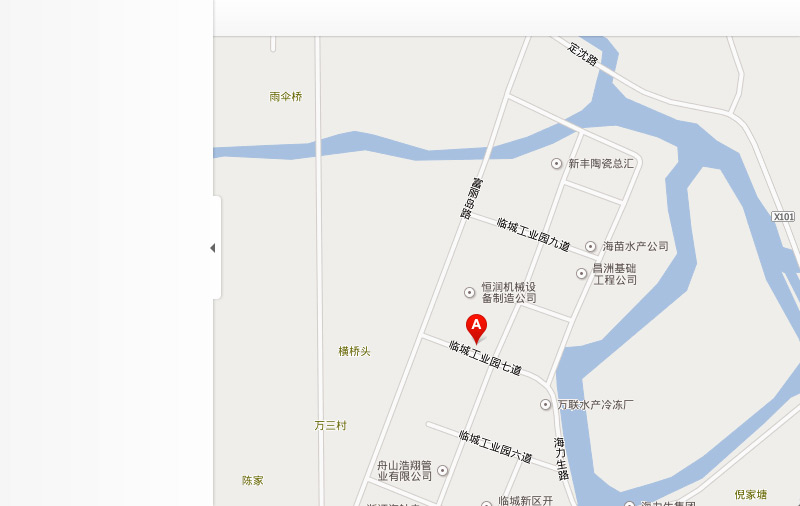 定沈路
雨伞桥
新丰陶瓷总汇
富丽岛路
X101
临城工业园九道
海苗水产公司
昌洲基础
工程公司
恒润机械设
备制造公司
A
横桥头
临城工业园七道
万联水产冷冻厂
万三村
临城工业园六道
海力生路
舟山浩翔管
业有限公司
陈家
倪家塘
临城新区开
海力生集团